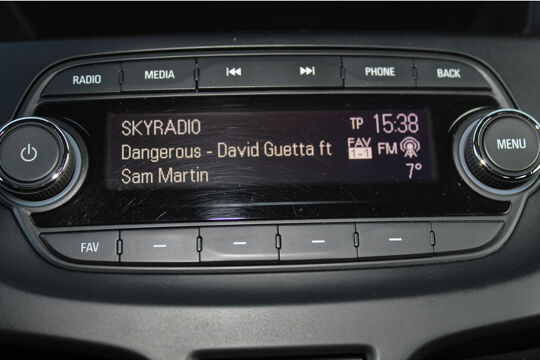 RADIO MEDIA PHONE BACK
SKYRADIO TP 15:38
Dangerous - David Guetta ft FAV 1-1 FM
Sam Martin 7°
MENU
FAV